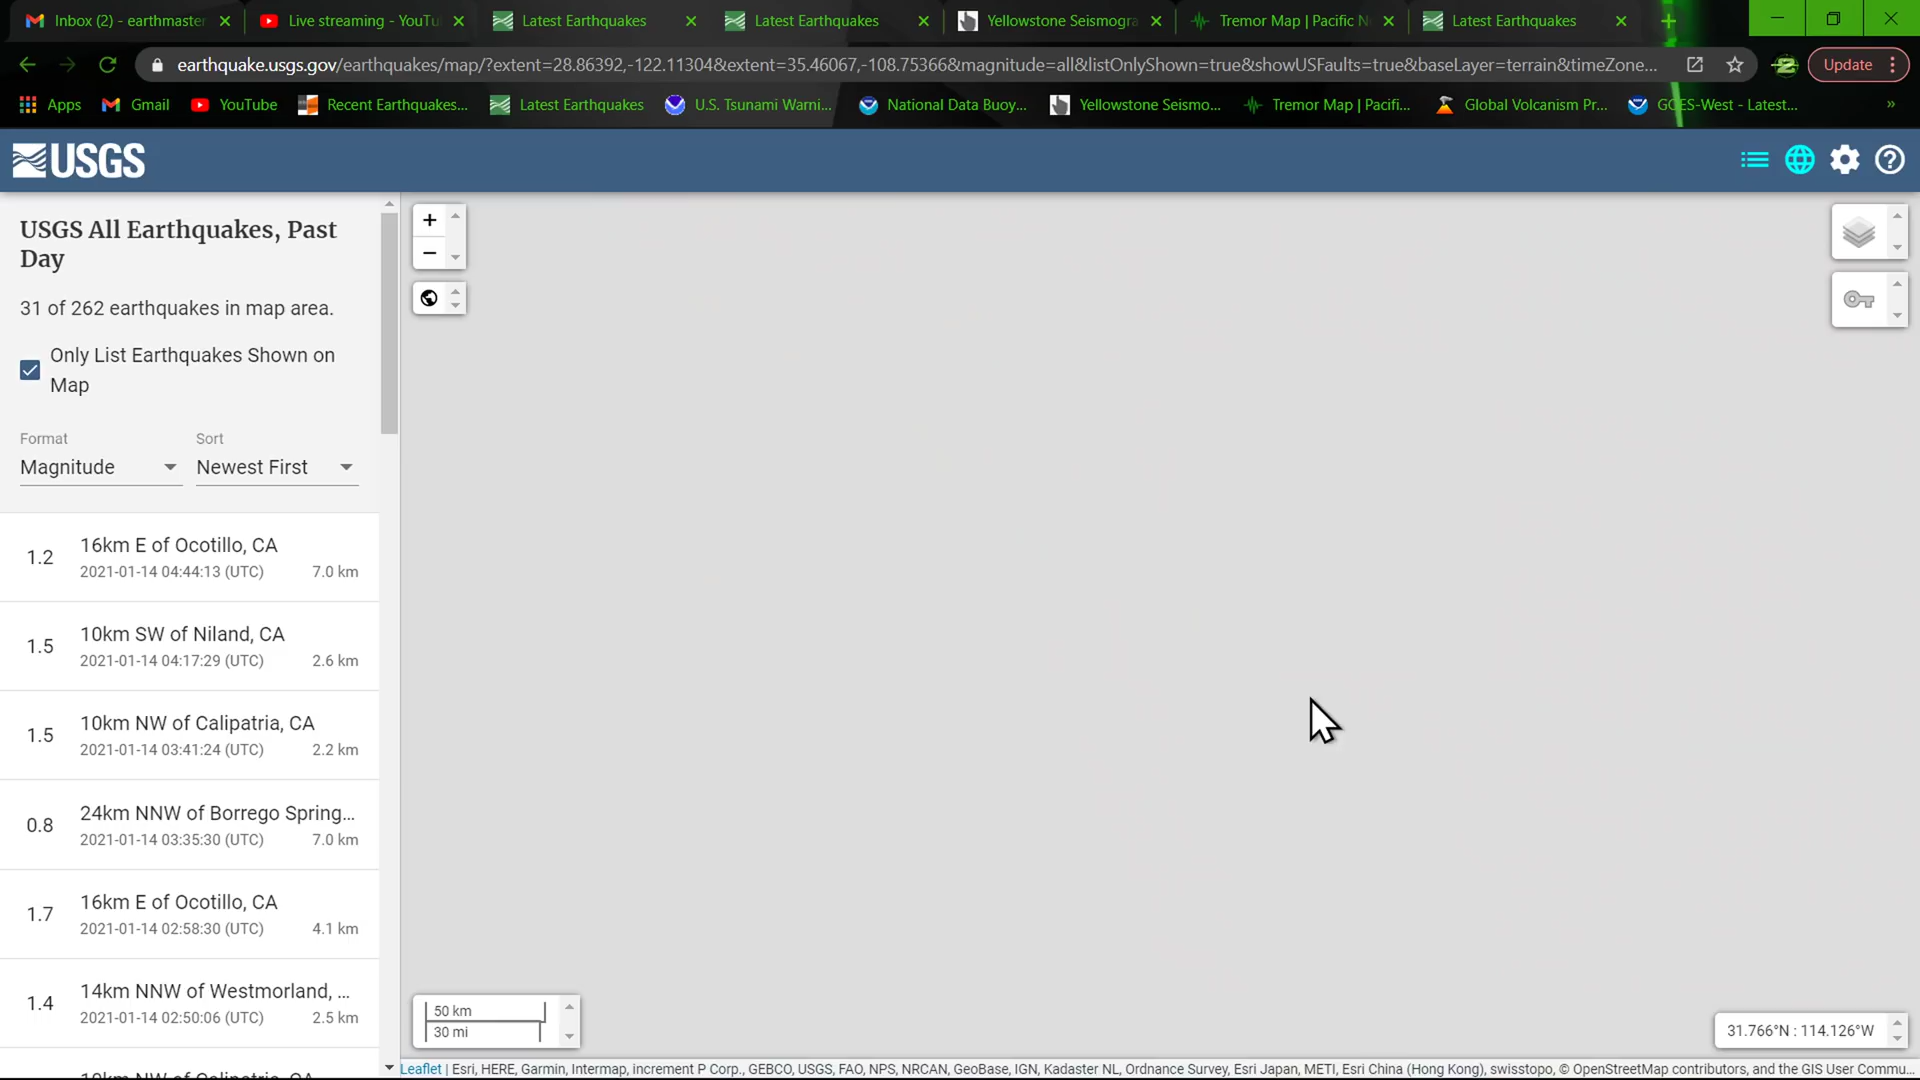 Inbox (2) - earthmaster
Live streaming - YouTu
Latest Earthquakes
Latest Earthquakes
Yellowstone Seismogra
Tremor Map | Pacific N
Latest Earthquakes
earthquake.usgs.gov/earthquakes/map/?extent=28.86392,-122.11304&extent=35.46067,-108.75366&magnitude=all&listOnlyShown=true&showUSFaults=true&baseLayer=terrain&timeZone...
Update
Apps
Gmail
YouTube
Recent Earthquakes...
Latest Earthquakes
U.S. Tsunami Warni...
National Data Buoy...
Yellowstone Seismo...
Tremor Map | Pacifi...
Global Volcanism Pr...
GOES-West - Latest...
»
USGS
USGS All Earthquakes, Past
Day
31 of 262 earthquakes in map area.
Only List Earthquakes Shown on
Map
Format
Sort
Magnitude
Newest First
1.2
16km E of Ocotillo, CA
2021-01-14 04:44:13 (UTC)
7.0 km
1.5
10km SW of Niland, CA
2021-01-14 04:17:29 (UTC)
2.6 km
1.5
10km NW of Calipatria, CA
2021-01-14 03:41:24 (UTC)
2.2 km
0.8
24km NNW of Borrego Spring...
2021-01-14 03:35:30 (UTC)
7.0 km
1.7
16km E of Ocotillo, CA
2021-01-14 02:58:30 (UTC)
4.1 km
1.4
14km NNW of Westmorland, ...
2021-01-14 02:50:06 (UTC)
2.5 km
10km NW of Calipatria, CA
+
−
50 km
30 mi
31.766°N : 114.126°W
Leaflet | Esri, HERE, Garmin, Intermap, increment P Corp., GEBCO, USGS, FAO, NPS, NRCAN, GeoBase, IGN, Kadaster NL, Ordnance Survey, Esri Japan, METI, Esri China (Hong Kong), swisstopo, © OpenStreetMap contributors, and the GIS User Commu...